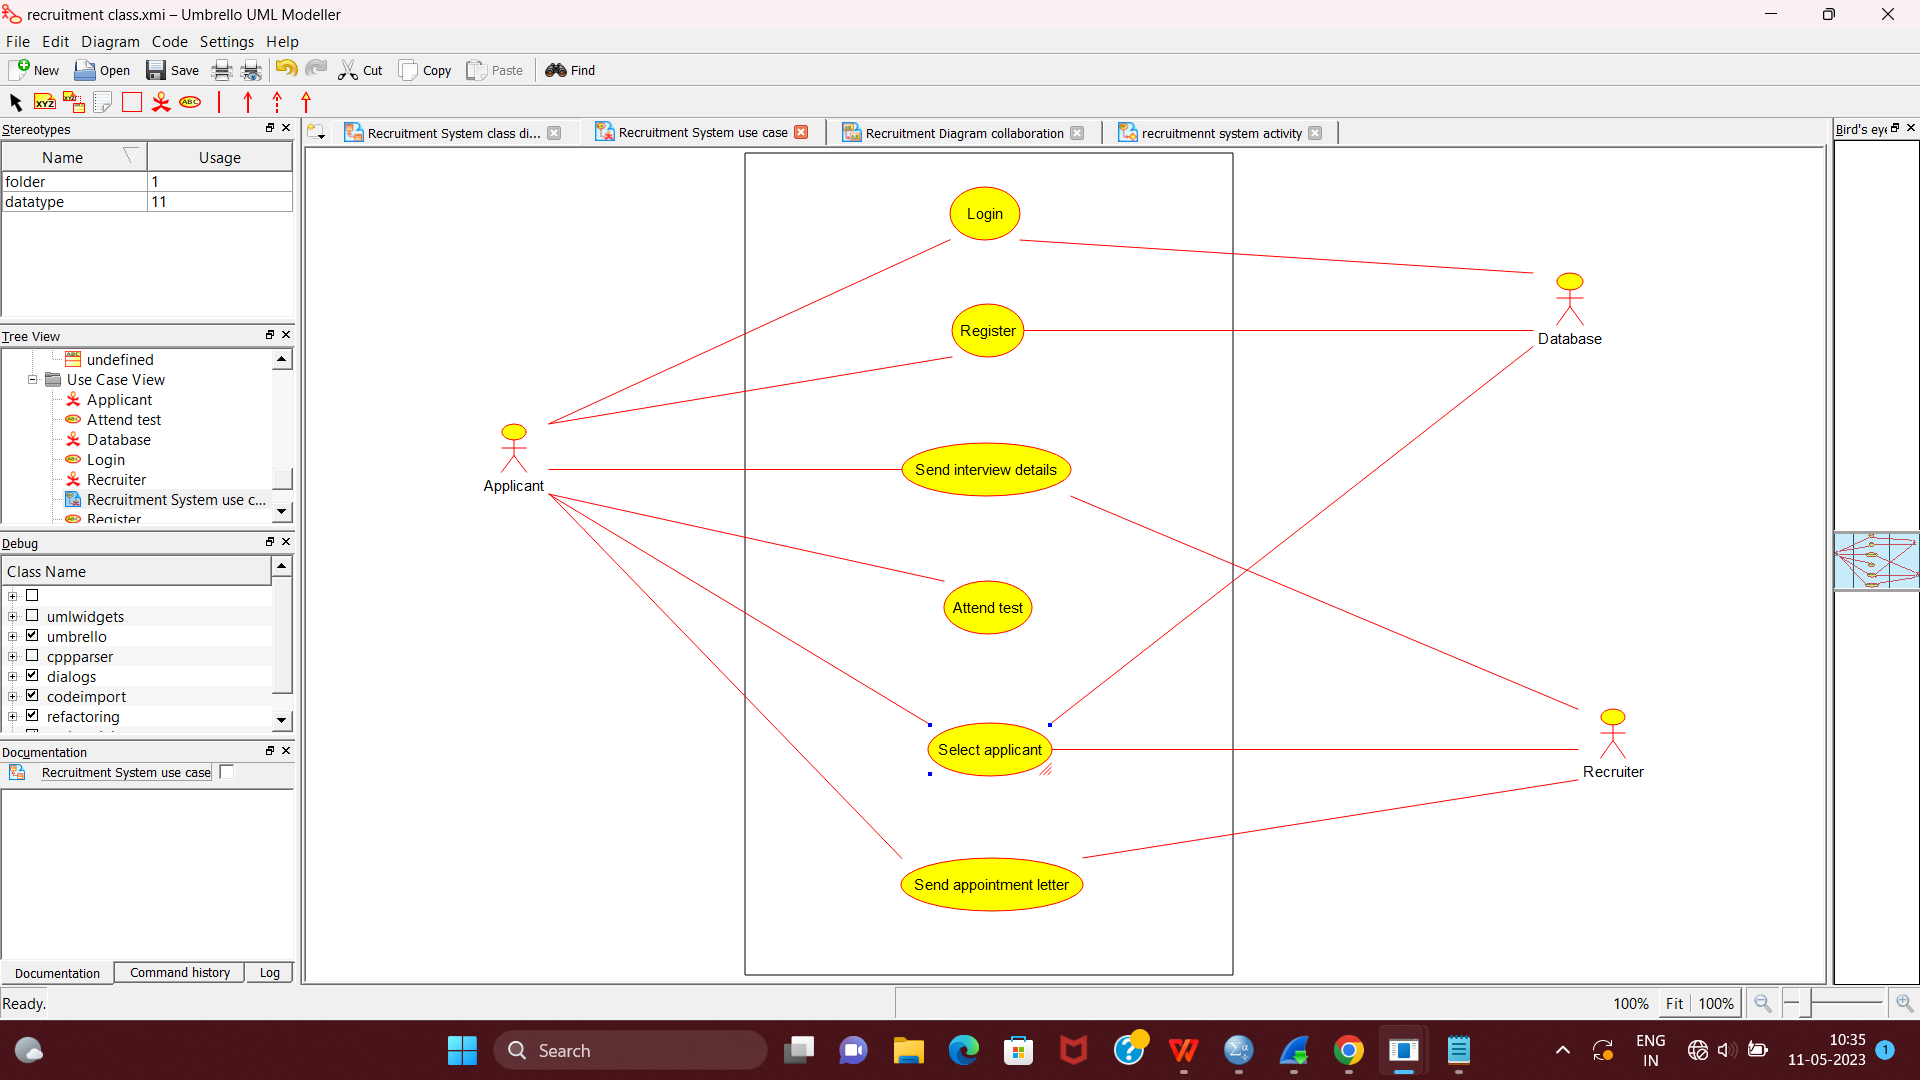 recruitment class.xmi – Umbrello UML Modeller
File Edit Diagram Code Settings Help
New Open Save Cut Copy Paste Find
XYZ ABC
Stereotypes
Name Usage
folder 1
datatype 11
Tree View
undefined
Use Case View
Applicant
Attend test
Database
Login
Recruiter
Recruitment System use c...
Register
Debug
Class Name
umlwidgets
umbrello
cppparser
dialogs
codeimport
refactoring
Documentation
Recruitment System use case
Documentation Command history Log
Ready.
Recruitment System class di... Recruitment System use case Recruitment Diagram collaboration recruitmennt system activity
Login
Register
Database
Send interview details
Applicant
Attend test
Select applicant
Recruiter
Send appointment letter
Bird's eye
100% Fit 100%
Search
ENG
IN
10:35
11-05-2023
1